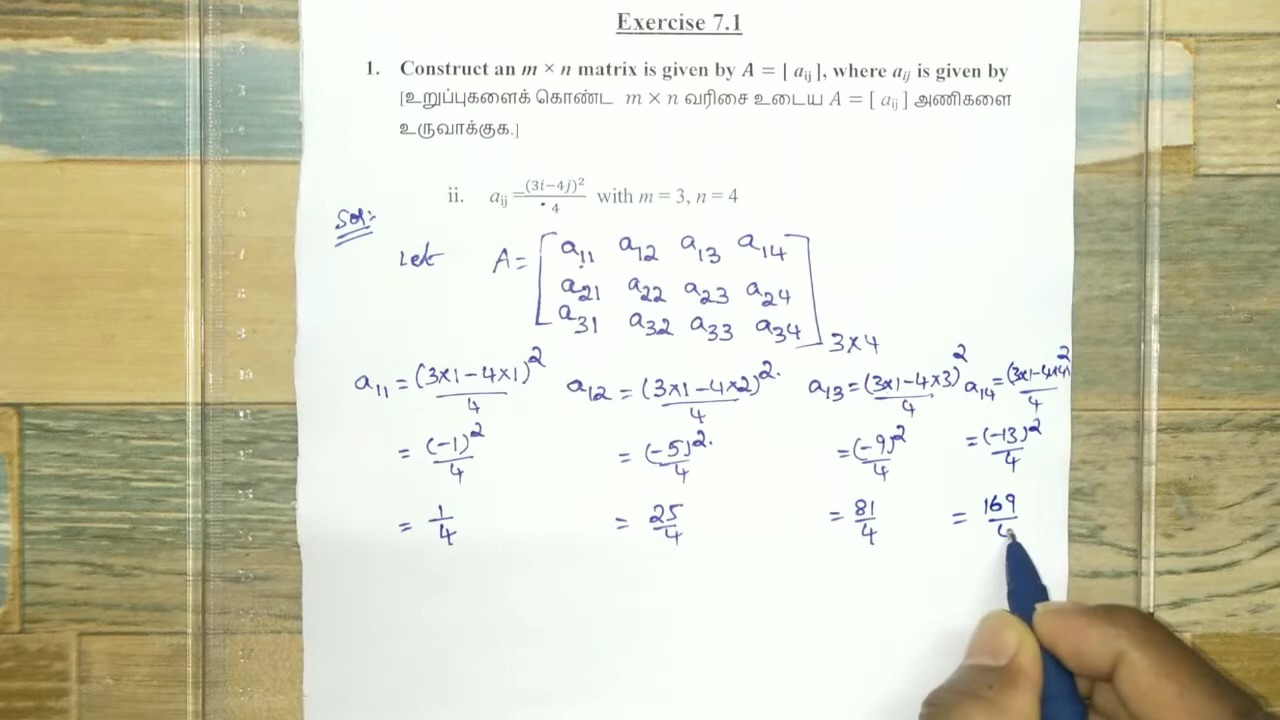 Exercise 7.1
1. Construct an m × n matrix is given by A = [ aᵢⱼ ], where aᵢⱼ is given by
[உறுப்புகளைக் கொண்ட m × n வரிசை உடைய A = [ aᵢⱼ ] அணிகளை
உருவாக்குக.]
ii. aᵢⱼ = (3i−4j)²/4 with m = 3, n = 4
Sol:
Let A = [ a11 a12 a13 a14
a21 a22 a23 a24
a31 a32 a33 a34 ] 3×4
a11 = (3×1−4×1)²/4 a12 = (3×1−4×2)²/4 a13 = (3×1−4×3)²/4 a14 = (3×1−4×4)²/4
= (−1)²/4 = (−5)²/4 = (−9)²/4 = (−13)²/4
= 1/4 = 25/4 = 81/4 = 169/4